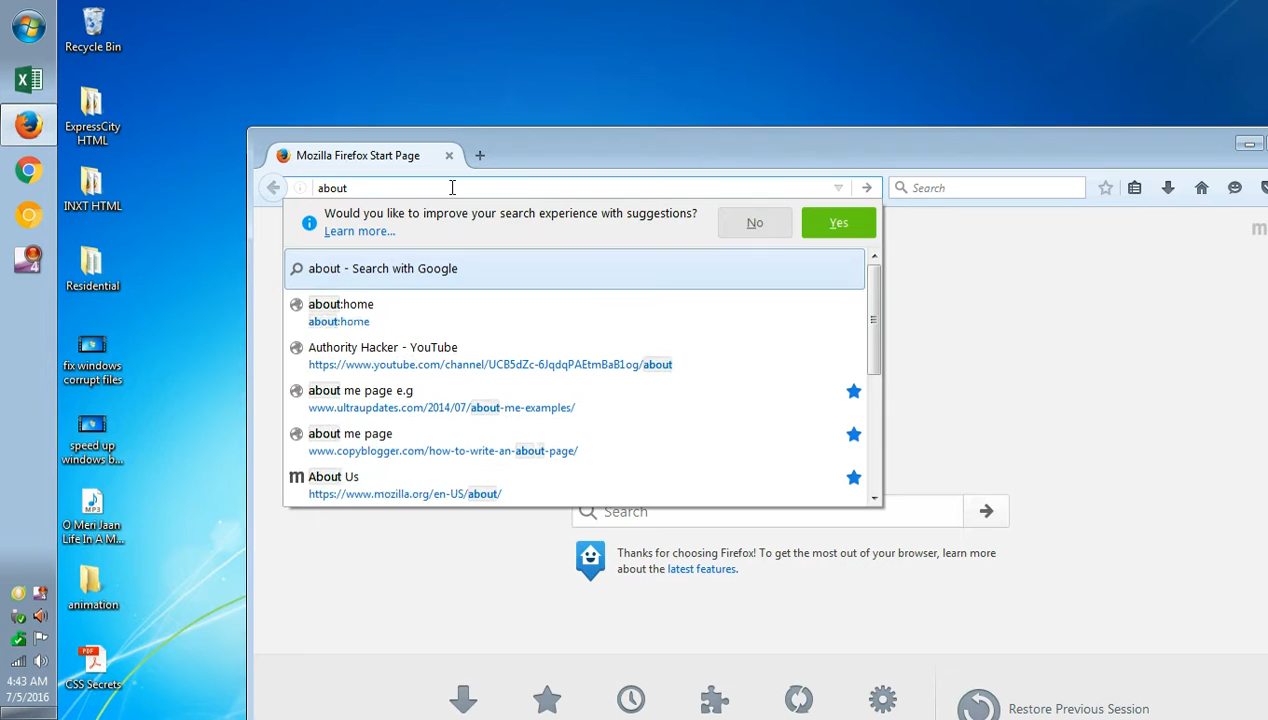 Recycle Bin
ExpressCity
HTML
INXT HTML
Residential
fix windows
corrupt files
speed up
windows b...
MP3
O Meri Jaan
Life In A M...
animation
PDF
CSS Secrets
4
4:43 AM
7/5/2016
Mozilla Firefox Start Page
about
Search
Would you like to improve your search experience with suggestions?
Learn more...
No
Yes
about - Search with Google
about:home
about:home
Authority Hacker - YouTube
https://www.youtube.com/channel/UCB5dZc-6JqdqPAEtmBaB1og/about
about me page e.g
www.ultraupdates.com/2014/07/about-me-examples/
about me page
www.copyblogger.com/how-to-write-an-about-page/
m About Us
https://www.mozilla.org/en-US/about/
m
Search
Thanks for choosing Firefox! To get the most out of your browser, learn more
about the latest features.
Restore Previous Session